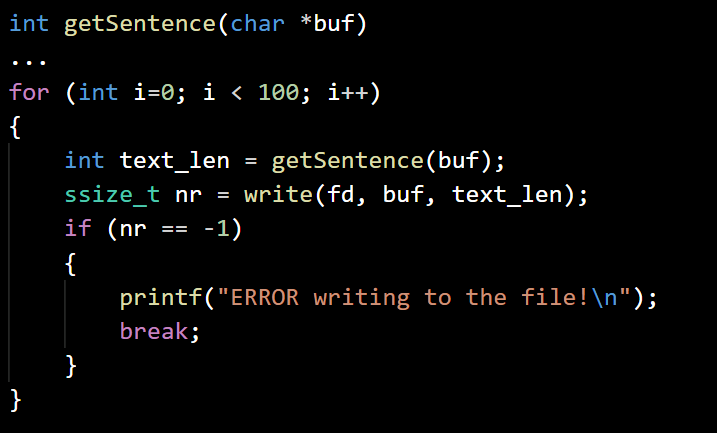 int getSentence(char *buf)
...
for (int i=0; i < 100; i++)
{
    int text_len = getSentence(buf);
    ssize_t nr = write(fd, buf, text_len);
    if (nr == -1)
    {
        printf("ERROR writing to the file!\n");
        break;
    }
}